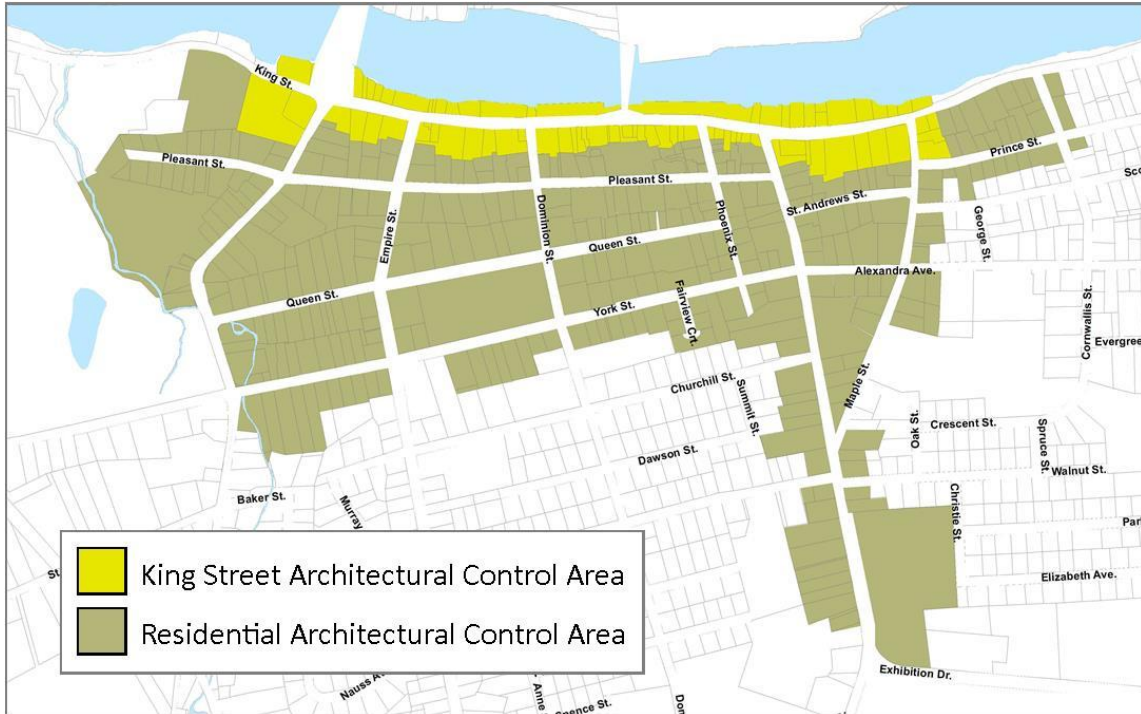 King St.
Pleasant St.
Pleasant St.
Prince St.
St. Andrews St.
George St.
Empire St.
Dominion St.
Phoenix St.
Queen St.
Queen St.
Alexandra Ave.
York St.
Fairview Crt.
Cornwallis St.
Churchill St.
Summit St.
Maple St.
Oak St.
Crescent St.
Spruce St.
Dawson St.
Walnut St.
Baker St.
Murray
Christie St.
Elizabeth Ave.
King Street Architectural Control Area
Residential Architectural Control Area
Exhibition Dr.